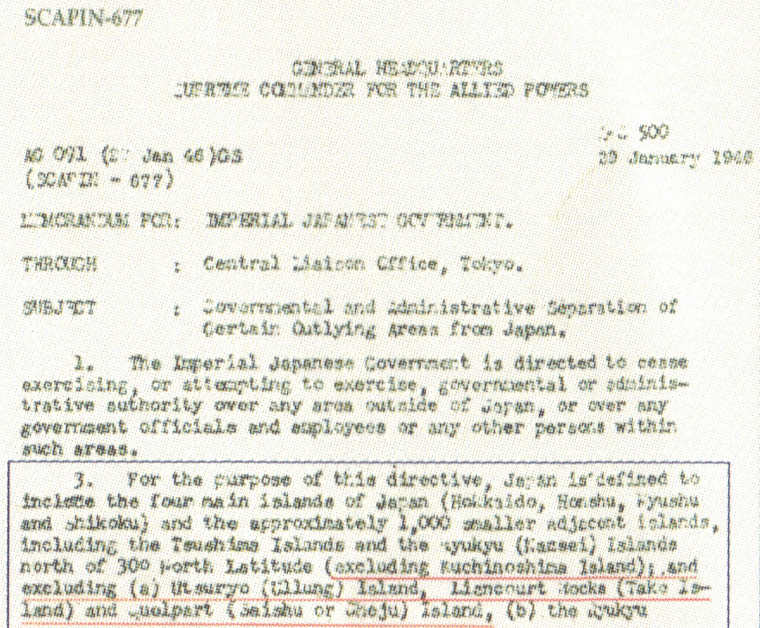 SCAPIN-677
GENERAL HEADQUARTERS
SUPREME COMMANDER FOR THE ALLIED POWERS
500
AG 091 (Jan 46)GS
29 January 1946
(SCAPIN - 677)
MEMORANDUM FOR: IMPERIAL JAPANESE GOVERNMENT.
THROUGH : Central Liaison Office, Tokyo.
SUBJECT : Governmental and Administrative Separation of
Certain Outlying Areas from Japan.
1. The Imperial Japanese Government is directed to cease
exercising, or attempting to exercise, governmental or adminis-
trative authority over any area outside of Japan, or over any
government officials and employees or any other persons within
such areas.
3. For the purpose of this directive, Japan is defined to
include the four main islands of Japan (Hokkaido, Honshu, Kyushu
and Shikoku) and the approximately 1,000 smaller adjacent islands,
including the Tsushima Islands and the Ryukyu (Nansei) Islands
north of 300 North Latitude (excluding Kuchinoshima Island); and
excluding (a) Utsuryo (Ullung) Island, Liancourt Rocks (Take Is-
land) and Quelpart (Saishu or Cheju) Island, (b) the Ryukyu